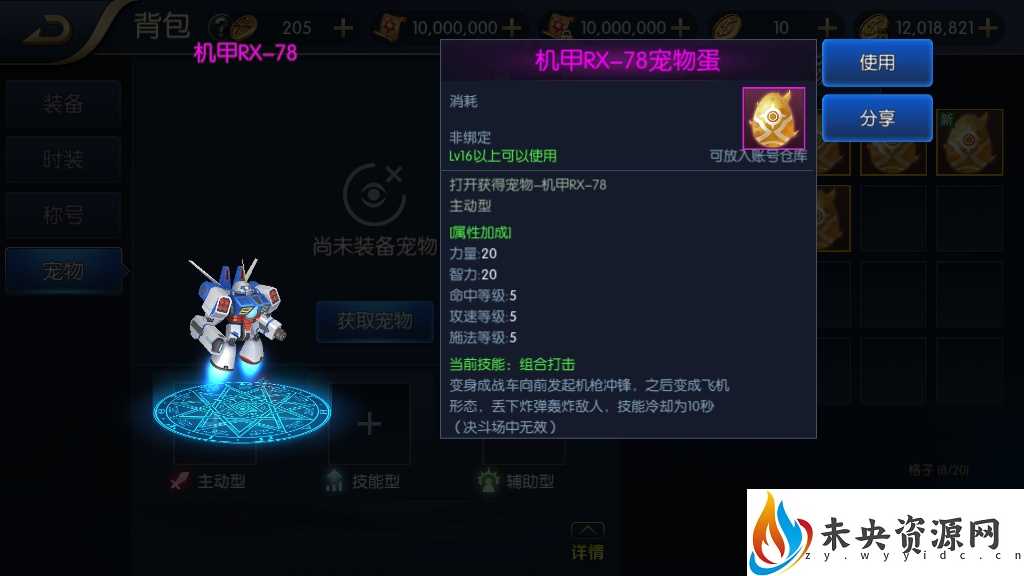 背包
?
205
10,000,000
10,000,000
10
12,018,821
机甲RX-78
装备
时装
称号
宠物
尚未装备宠物
获取宠物
主动型
技能型
辅助型
详情
机甲RX-78宠物蛋
消耗
非绑定
Lv16以上可以使用
可放入账号仓库
打开获得宠物-机甲RX-78
主动型
[属性加成]
力量:20
智力:20
命中等级:5
攻速等级:5
施法等级:5
当前技能：组合打击
变身成战车向前发起机枪冲锋，之后变成飞机
形态，丢下炸弹轰炸敌人，技能冷却为10秒
（决斗场中无效）
使用
分享
新
格子(8/20)
未央资源网
zy.wyyidc.cn